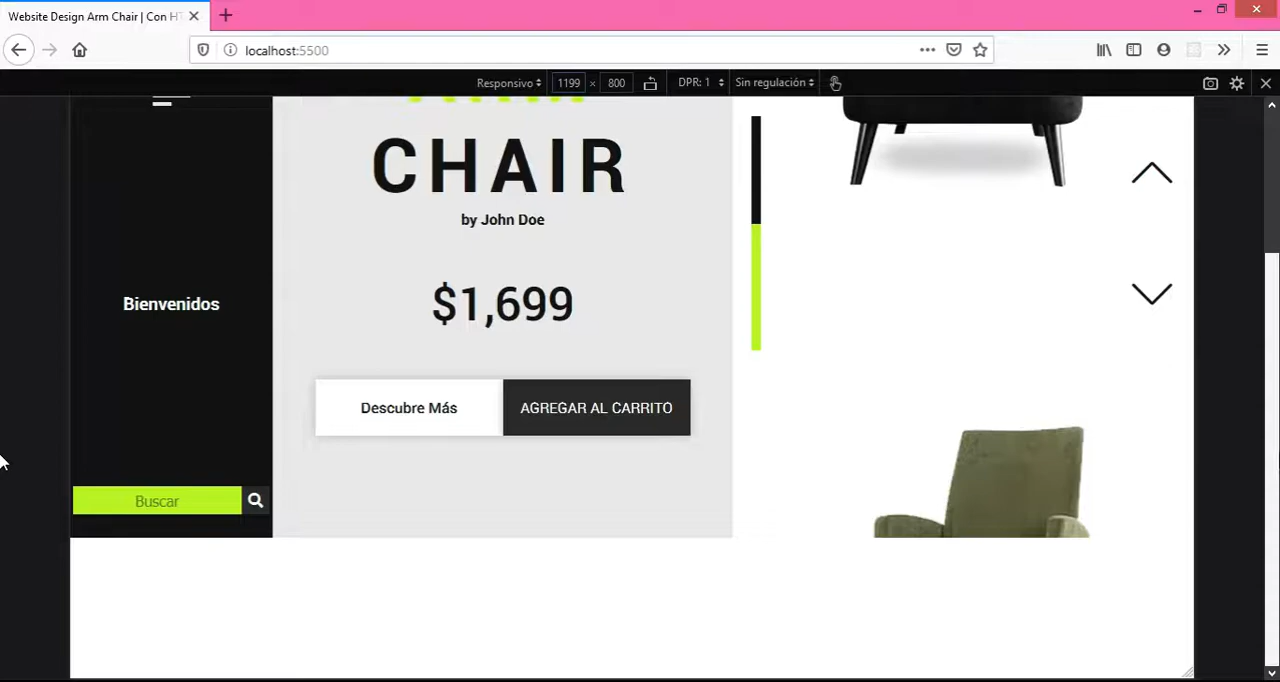 Website Design Arm Chair | Con HT
localhost:5500
Responsivo 1199 × 800 DPR: 1 Sin regulación
CHAIR
by John Doe
$1,699
Bienvenidos
Descubre Más AGREGAR AL CARRITO
Buscar